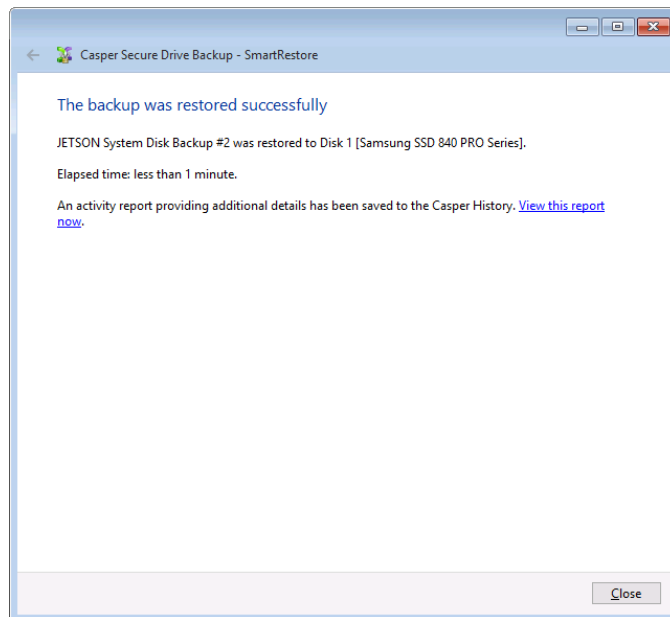 Casper Secure Drive Backup - SmartRestore
The backup was restored successfully
JETSON System Disk Backup #2 was restored to Disk 1 [Samsung SSD 840 PRO Series].
Elapsed time: less than 1 minute.
An activity report providing additional details has been saved to the Casper History. View this report
now.
Close